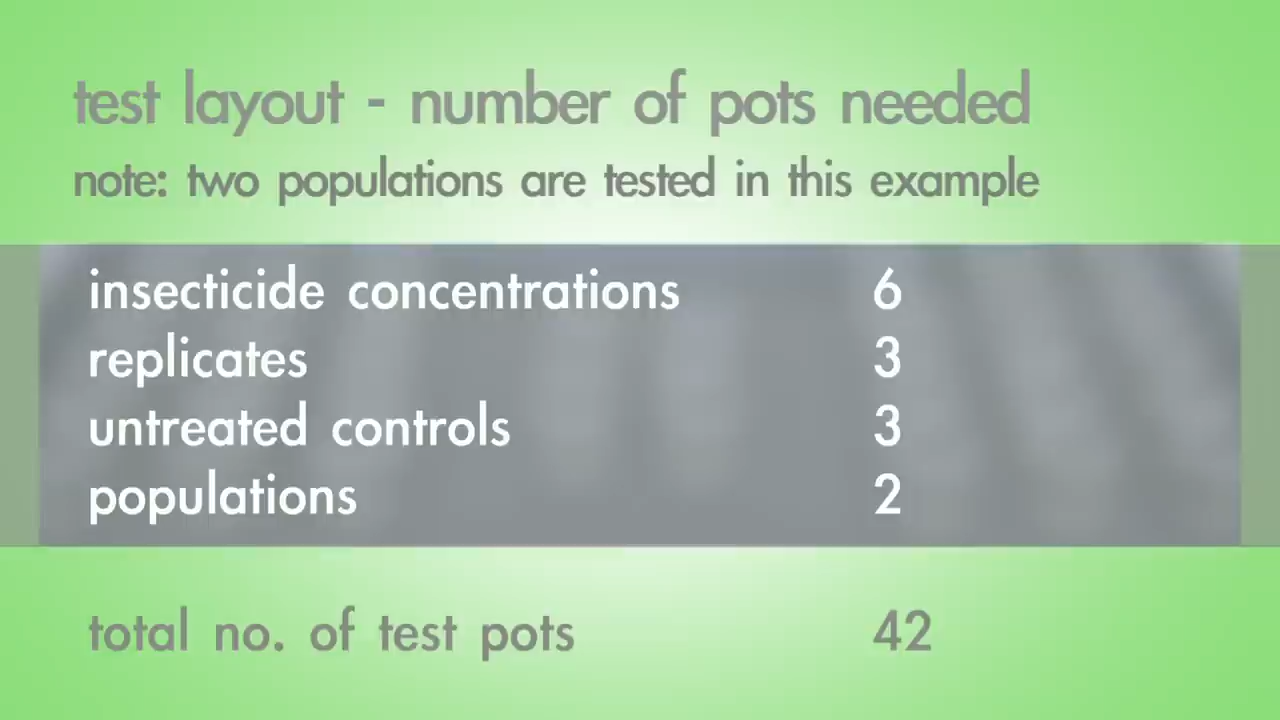 test layout - number of pots needed
note: two populations are tested in this example
insecticide concentrations 6
replicates 3
untreated controls 3
populations 2
total no. of test pots 42